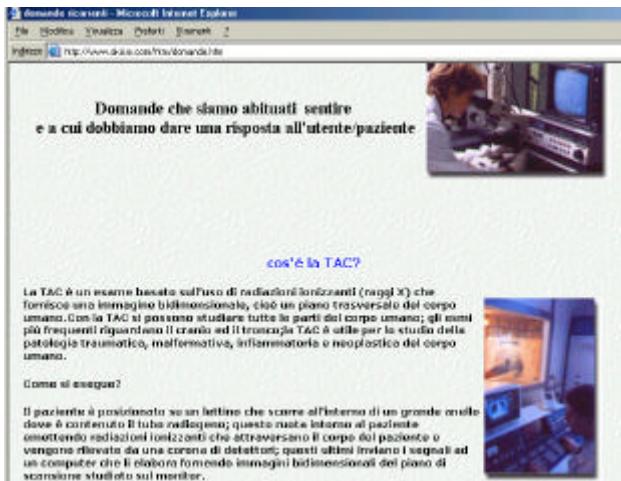 domande ricorrenti - Microsoft Internet Explorer
File Modifica Visualizza Preferiti Strumenti ?
Indirizzo
Domande che siamo abituati sentire
e a cui dobbiamo dare una risposta all'utente/paziente
cos'é la TAC?
La TAC é un esame basato sull'uso di radiazioni ionizzanti (raggi X) che
fornisce una immagine bidimensionale, cioé un piano trasversale del corpo
umano.Con la TAC si possono studiare tutte le parti del corpo umano; gli esami
più frequenti riguardano il cranio ed il tronco;la TAC é utile per lo studio della
patologia traumatica, malformativa, infiammatoria e neoplastica del corpo
umano.
Come si esegue?
Il paziente é posizionato su un lettino che scorre all'interno di un grande anello
dove é contenuto il tubo radiogeno; questo ruota intorno al paziente
emettendo radiazioni ionizzanti che attraversano il corpo del paziente e
vengono rilevate da una corona di detettori; questi ultimi inviano i segnali ad
un computer che li elabora fornendo immagini bidimensionali del piano di
scansione studiato sul monitor.